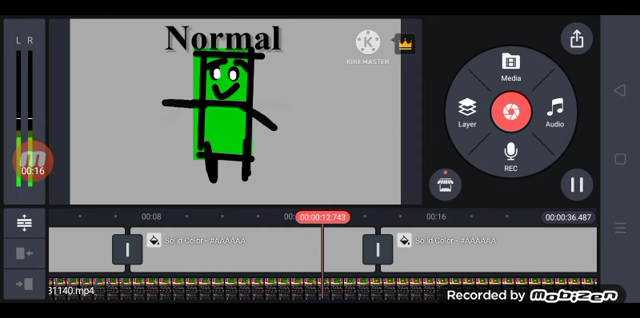 Normal
L R
K
KINEMASTER
Media
Layer
Audio
REC
00:16
00:08
00:00:12.743
00:16
00:00:36.487
Solid Color - #AAAAAA
Solid Color - #AAAAAA
31140.mp4
Recorded by mobizen